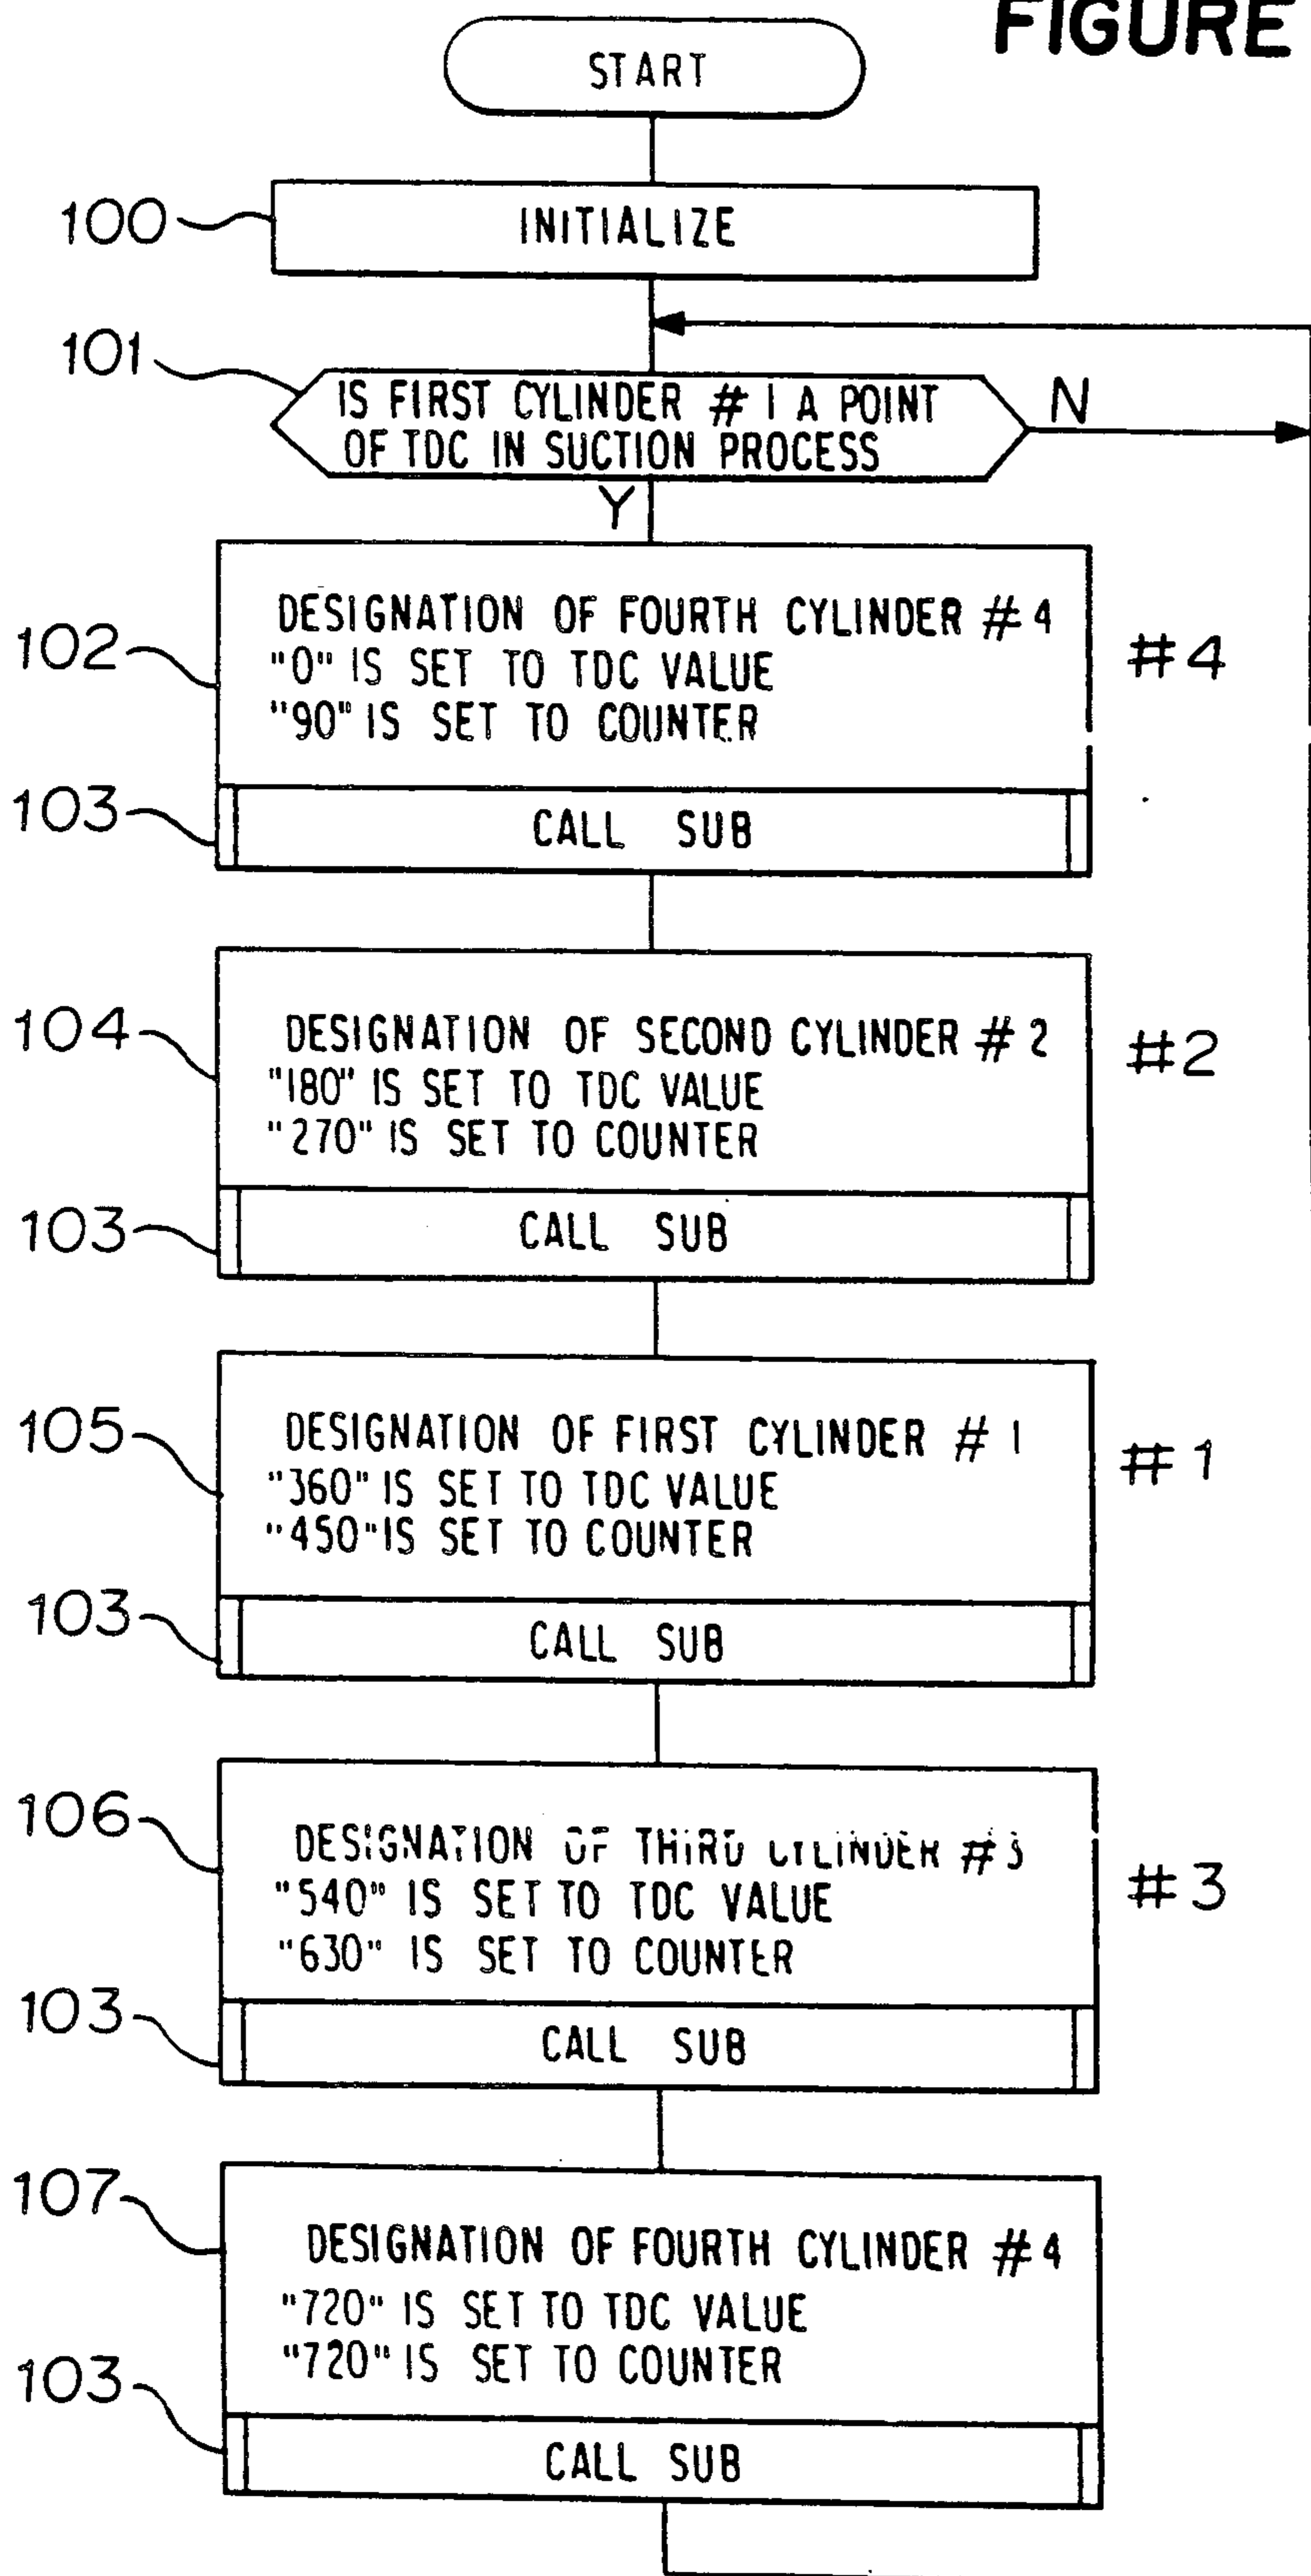 FIGURE
START
100
INITIALIZE
101
IS FIRST CYLINDER # 1 A POINT
OF TDC IN SUCTION PROCESS
N
Y
DESIGNATION OF FOURTH CYLINDER #4
102
"0" IS SET TO TDC VALUE
#4
"90" IS SET TO COUNTER
103
CALL SUB
104
DESIGNATION OF SECOND CYLINDER # 2
#2
"180" IS SET TO TDC VALUE
"270" IS SET TO COUNTER
103
CALL SUB
105
DESIGNATION OF FIRST CYLINDER # 1
#1
"360" IS SET TO TDC VALUE
"450" IS SET TO COUNTER
103
CALL SUB
106
DESIGNATION OF THIRD CYLINDER #3
"540" IS SET TO TDC VALUE
#3
"630" IS SET TO COUNTER
103
CALL SUB
107
DESIGNATION OF FOURTH CYLINDER #4
"720" IS SET TO TDC VALUE
"720" IS SET TO COUNTER
103
CALL SUB